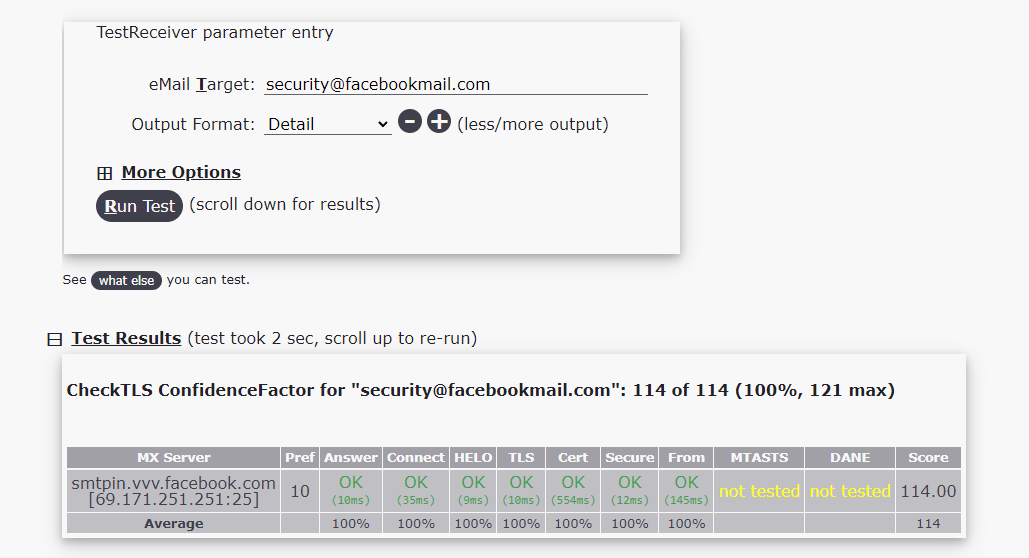 TestReceiver parameter entry
eMail Target: security@facebookmail.com
Output Format: Detail - + (less/more output)
More Options
Run Test (scroll down for results)
See what else you can test.
Test Results (test took 2 sec, scroll up to re-run)
CheckTLS ConfidenceFactor for "security@facebookmail.com": 114 of 114 (100%, 121 max)
MX Server Pref Answer Connect HELO TLS Cert Secure From MTASTS DANE Score
smtpin.vvv.facebook.com 10 OK OK OK OK OK OK OK not tested not tested 114.00
[69.171.251.251:25] (10ms) (35ms) (9ms) (10ms) (554ms) (12ms) (145ms)
Average 100% 100% 100% 100% 100% 100% 100% 114